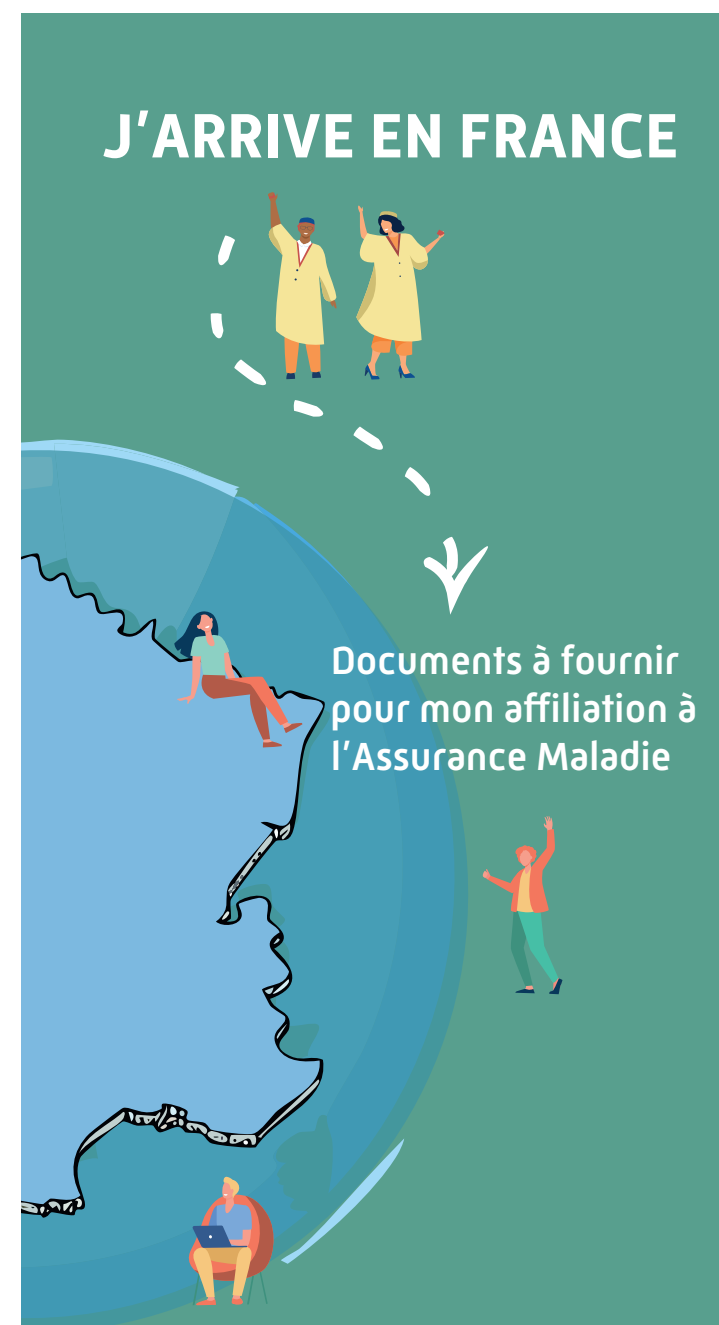 J'ARRIVE EN FRANCE
Documents à fournir
pour mon affiliation à
l'Assurance Maladie